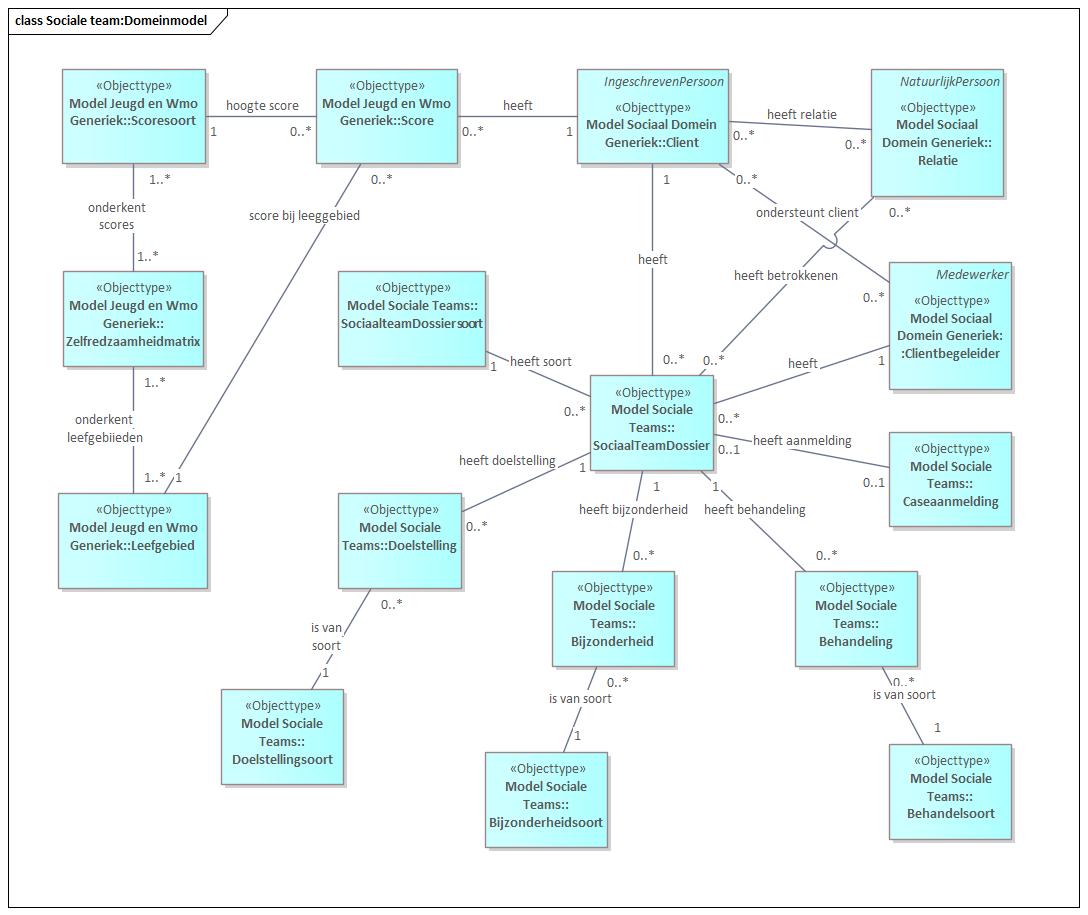 class Sociale team::Domeinmodel
«Objecttype»
Model Jeugd en Wmo
Generiek::Scoresoort
hoogte score
1
0..*
«Objecttype»
Model Jeugd en Wmo
Generiek::Score
heeft
0..*
1
IngeschrevenPersoon
«Objecttype»
Model Sociaal Domein
Generiek::Client
heeft relatie
0..*
0..*
NatuurlijkPersoon
«Objecttype»
Model Sociaal
Domein Generiek::
Relatie
1..*
onderkent
scores
1..*
0..*
score bij leeggebied
1
heeft
0..*
0..*
ondersteunt client
0..*
0..*
heeft betrokkenen
0..*
«Objecttype»
Model Jeugd en Wmo
Generiek::
Zelfredzaamheidmatrix
«Objecttype»
Model Sociale Teams::
SociaalteamDossiersoort
Medewerker
«Objecttype»
Model Sociaal
Domein Generiek:
:Clientbegeleider
1
heeft soort
0..*
heeft
1
0..*
1..*
onderkent
leefgebiieden
1..*
1
«Objecttype»
Model Sociale
Teams::
SociaalTeamDossier
heeft aanmelding
0..1
0..1
«Objecttype»
Model Sociale
Teams::
Caseaanmelding
heeft doelstelling
1
0..*
«Objecttype»
Model Jeugd en Wmo
Generiek::Leefgebied
«Objecttype»
Model Sociale
Teams::Doelstelling
1
heeft bijzonderheid
0..*
1
heeft behandeling
0..*
0..*
is van
soort
1
«Objecttype»
Model Sociale
Teams::
Bijzonderheid
«Objecttype»
Model Sociale
Teams::
Behandeling
«Objecttype»
Model Sociale
Teams::
Doelstellingsoort
0..*
is van soort
1
0..*
is van soort
1
«Objecttype»
Model Sociale
Teams::
Bijzonderheidsoort
«Objecttype»
Model Sociale
Teams::
Behandelsoort